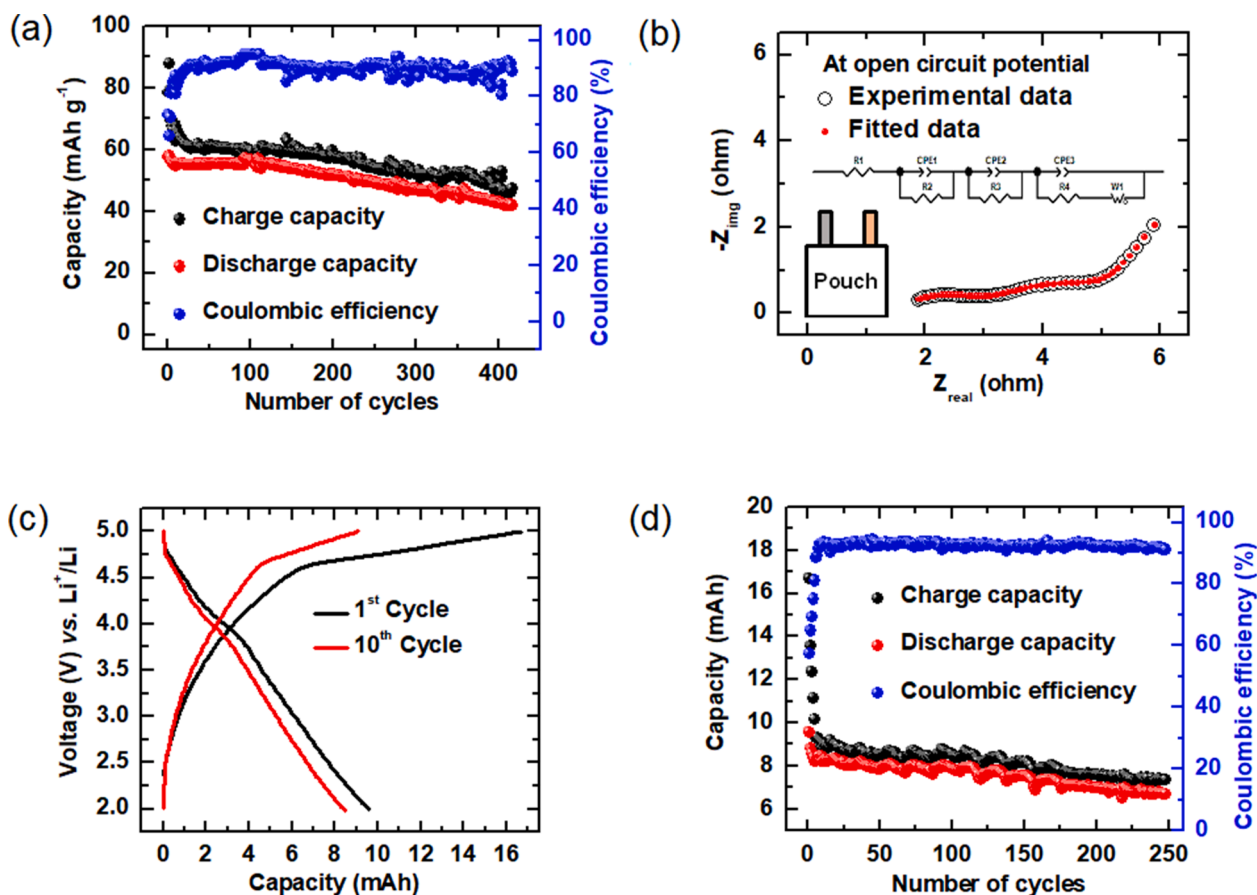 (a)
100
80
60
40
20
0
Capacity (mAh g⁻¹)
100
80
60
40
20
0
Coulombic efficiency (%)
Charge capacity
Discharge capacity
Coulombic efficiency
0 100 200 300 400
Number of cycles
(b)
6
4
2
0
-Z_img (ohm)
At open circuit potential
Experimental data
Fitted data
R1 CPE1 CPE2 CPE3
R2 R3 R4 W1
Pouch
0 2 4 6
Z_real (ohm)
(c)
5.0
4.5
4.0
3.5
3.0
2.5
2.0
Voltage (V) vs. Li⁺/Li
1ˢᵗ Cycle
10ᵗʰ Cycle
0 2 4 6 8 10 12 14 16
Capacity (mAh)
(d)
20
18
16
14
12
10
8
6
Capacity (mAh)
100
80
60
40
20
0
Coulombic efficiency (%)
Charge capacity
Discharge capacity
Coulombic efficiency
0 50 100 150 200 250
Number of cycles